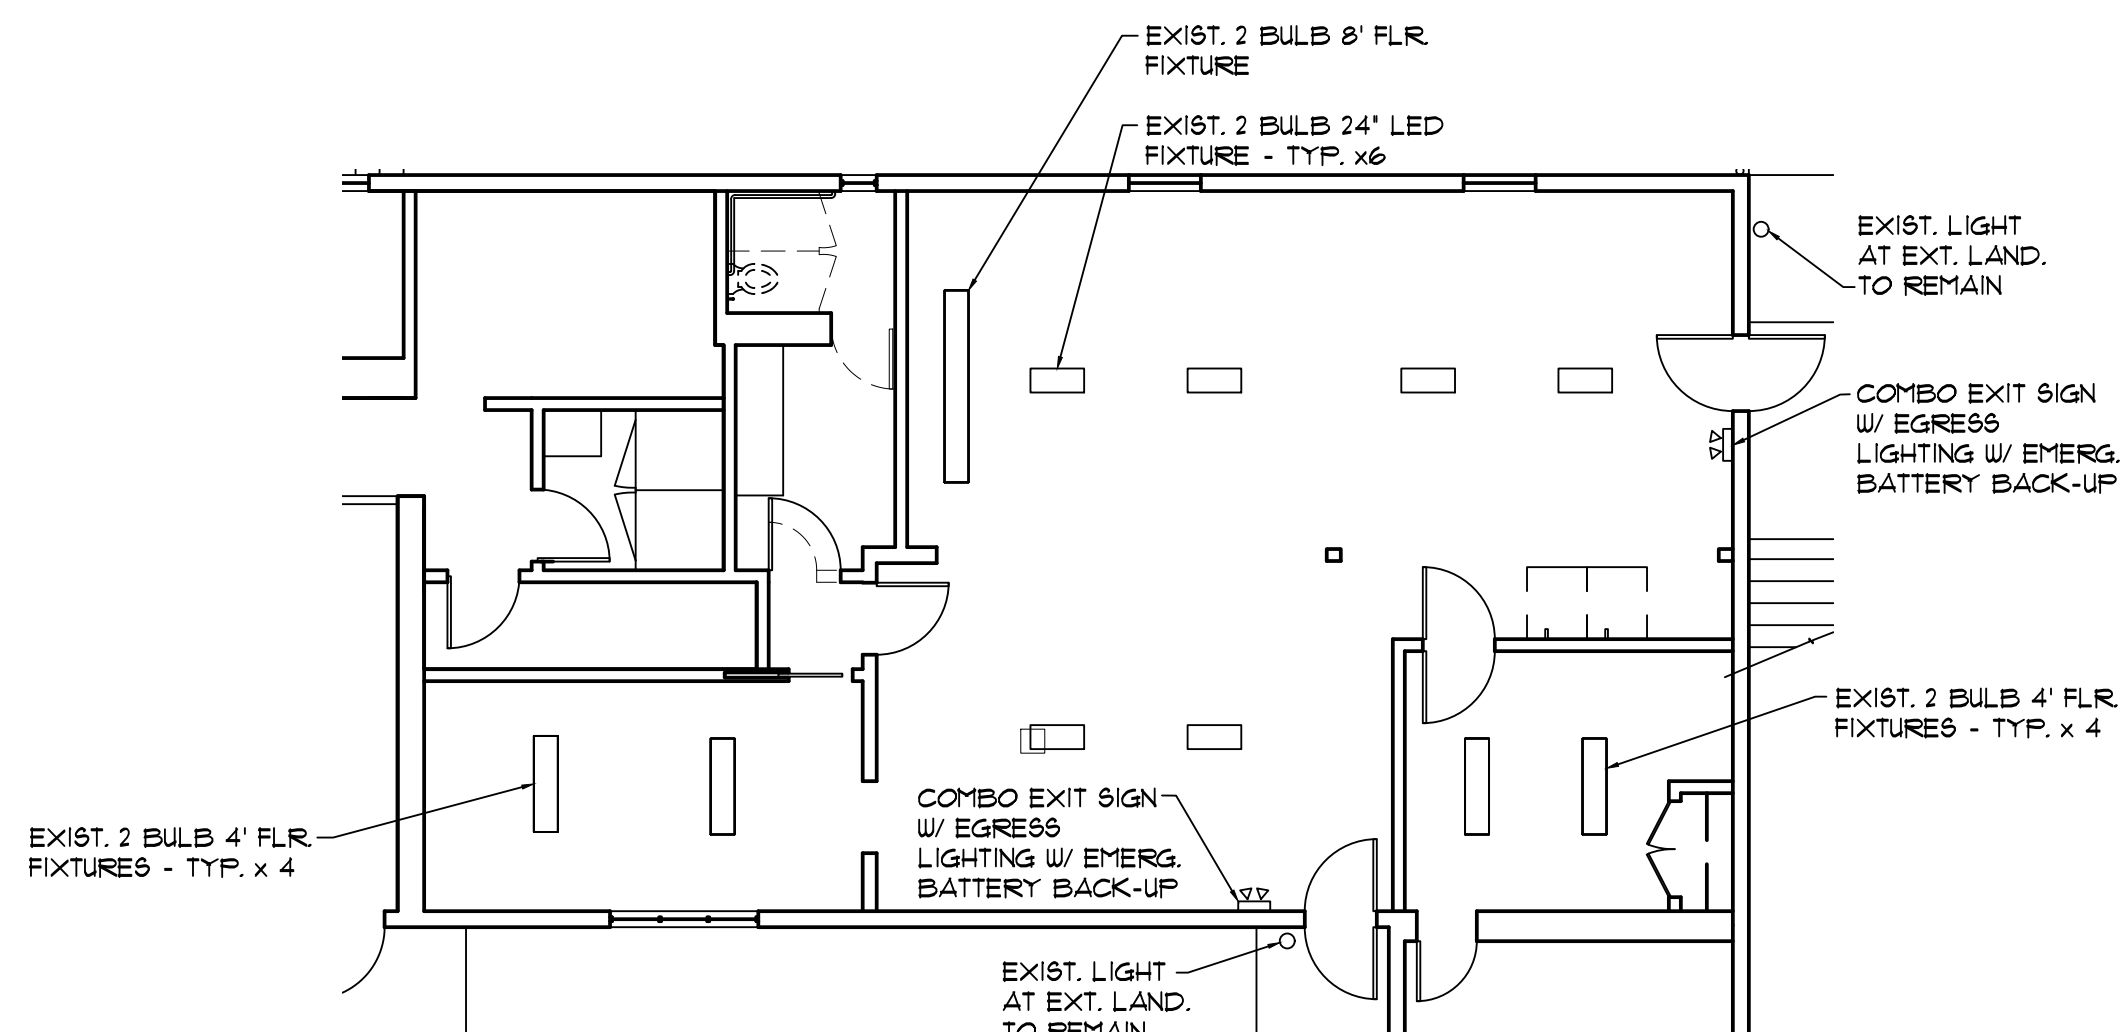 EXIST. 2 BULB 8' FLR.
FIXTURE
EXIST. 2 BULB 24" LED
FIXTURE - TYP. x6
EXIST. LIGHT
AT EXT. LAND.
TO REMAIN
COMBO EXIT SIGN
W/ EGRESS
LIGHTING W/ EMERG.
BATTERY BACK-UP
EXIST. 2 BULB 4' FLR.
FIXTURES - TYP. x 4
COMBO EXIT SIGN
W/ EGRESS
LIGHTING W/ EMERG.
BATTERY BACK-UP
EXIST. 2 BULB 4' FLR.
FIXTURES - TYP. x 4
EXIST. LIGHT
AT EXT. LAND.
TO REMAIN